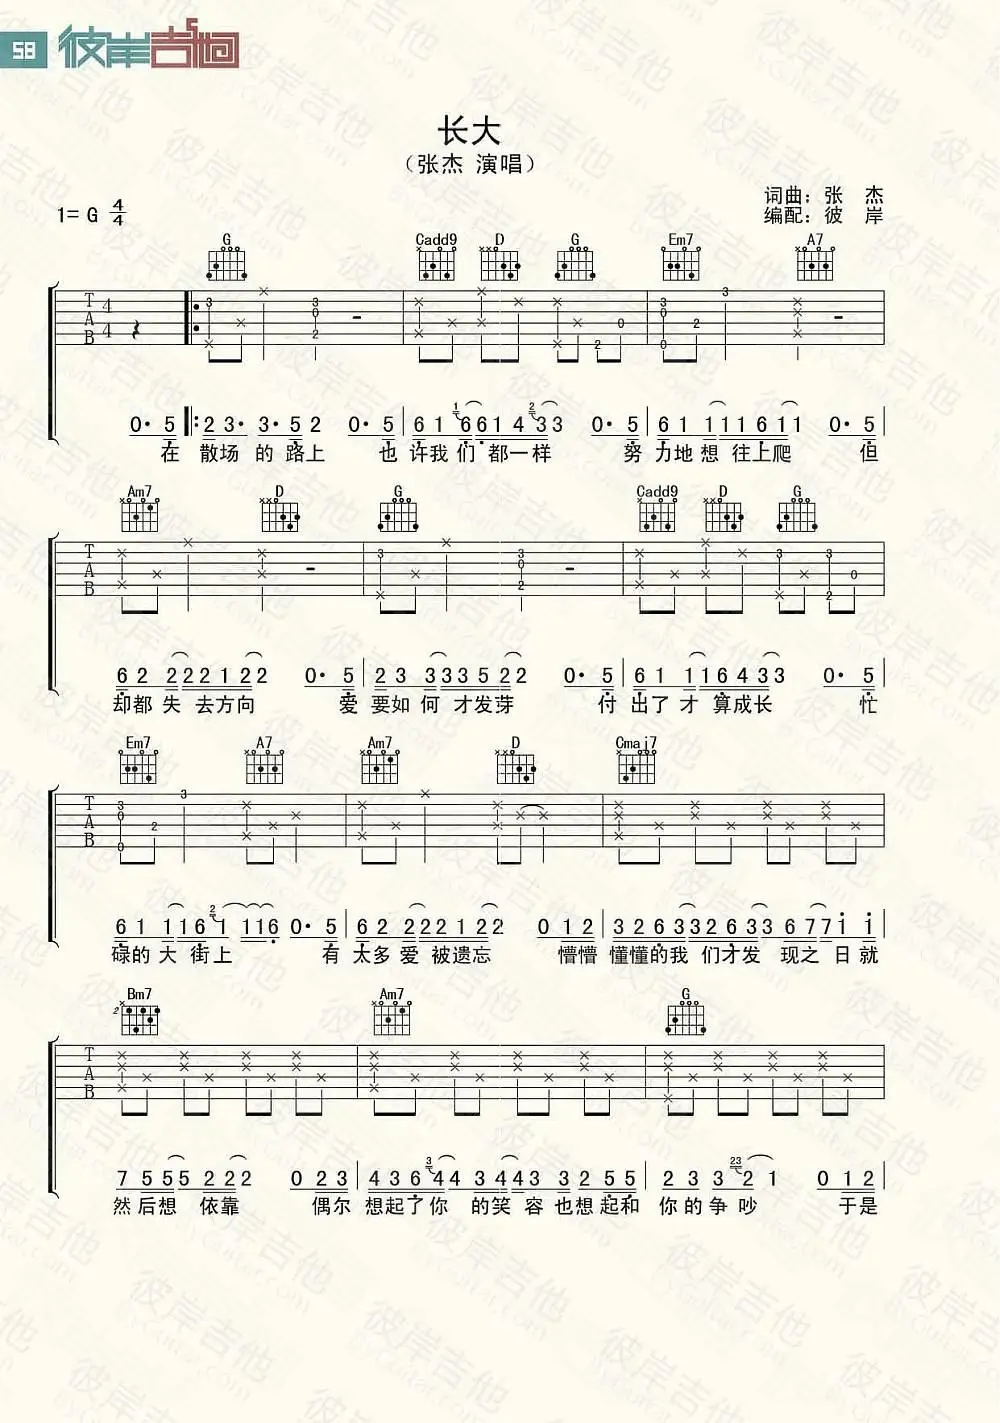 58 彼岸吉他
长大
(张杰 演唱)
词曲: 张 杰
1= G 4/4
编配: 彼 岸
G Cadd9 D G Em7 A7
0· 5 2 3· 3· 5 2 0· 5 6 1 6 6 1 4 3 3 0· 5 6 1 1 1 1 6 1 1 0· 5
在 散场 的 路上 也 许我 们 都一样 努 力地 想 往上爬 但
Am7 D G Cadd9 D G
6 2 2 2 2 1 2 2 0· 5 2 3 3 3 3 5 2 2 0· 5 6 1 1 1 6 4 3 3 0· 5
却都 失 去方向 爱 要如 何 才发芽 付 出了 才 算成长 忙
Em7 A7 Am7 D Cmaj7
6 1 1 1 6 1 1 1 6· 0· 5 6 2 2 2 2 1 2 2 0 1 2 3 2 6 3 3 2 6 3 3 6 7 7 1 1
碌的 大 街上 有 太多 爱 被遗忘 懵懵 懂懂的我 们才发 现之 日就
Bm7 Am7 G
7 5 5 5 2 2 2 0 2 3 4 3 6 4 4 3 4 4 3 3 2 5 5 2 3 3 2 1 0 1 2
然后想 依靠 偶尔 想起了你 的笑 容也想起和 你的争吵 于是